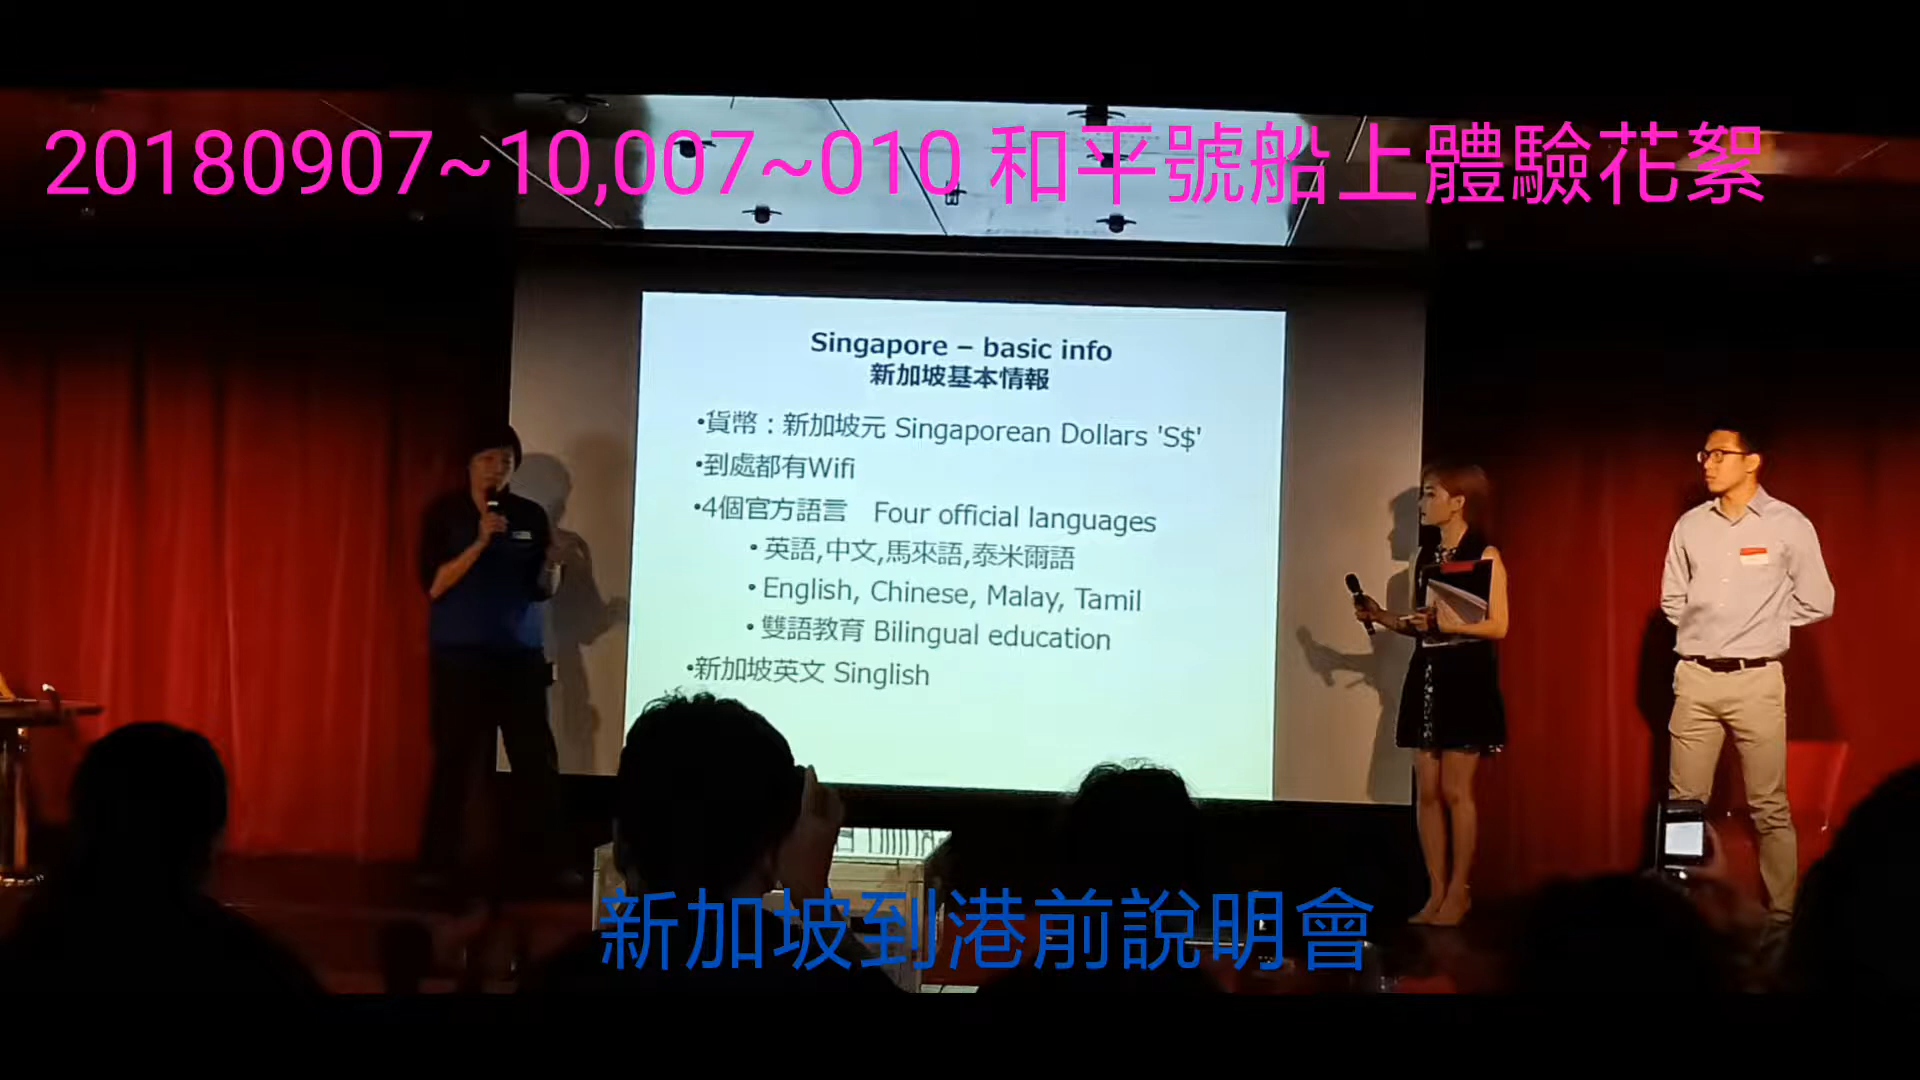 20180907~10,007~010 和平號船上體驗花絮
Singapore – basic info
新加坡基本情報
•貨幣：新加坡元 Singaporean Dollars 'S$'
•到處都有Wifi
•4個官方語言 Four official languages
•英語,中文,馬來語,泰米爾語
•English, Chinese, Malay, Tamil
•雙語教育 Bilingual education
•新加坡英文 Singlish
新加坡到港前說明會